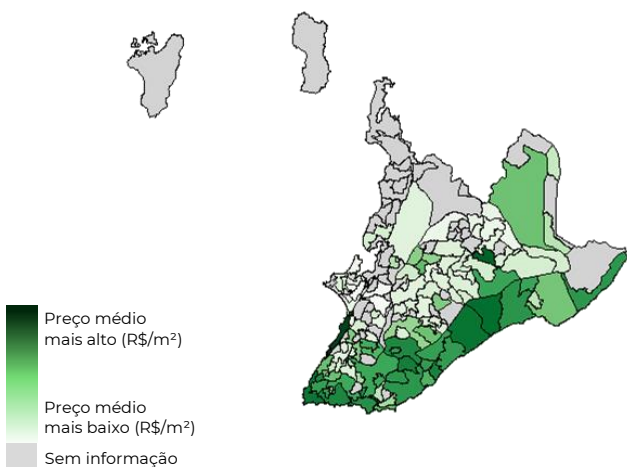 Preço médio
mais alto (R$/m²)
Preço médio
mais baixo (R$/m²)
Sem informação